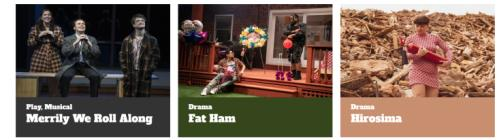 Play, Musical
Merrily We Roll Along
Drama
Fat Ham
Drama
Hirosima